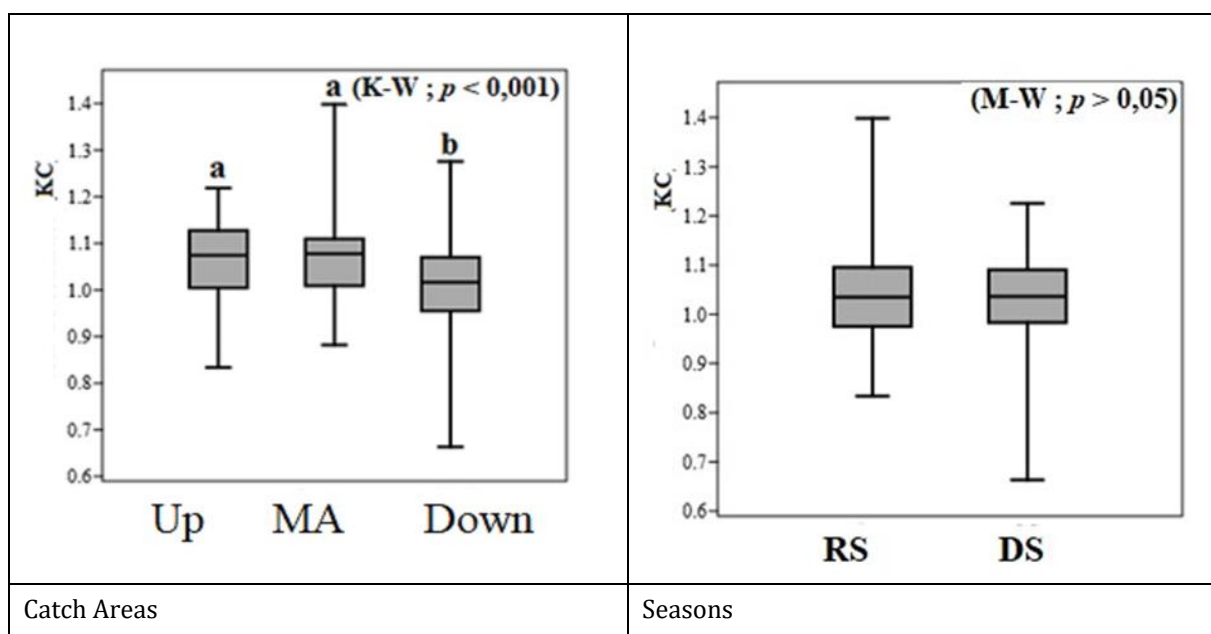 a (K-W ; p < 0,001)
1.4
1.3
1.2
1.1
1.0
0.9
0.8
0.7
0.6
KC
a
b
Up MA Down
Catch Areas
(M-W ; p > 0,05)
1.4
1.3
1.2
1.1
1.0
0.9
0.8
0.7
0.6
KC
RS DS
Seasons